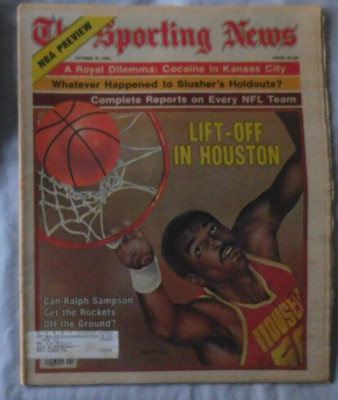 NBA PREVIEW
The Sporting News
A Royal Dilemma: Cocaine in Kansas City
Whatever Happened to Slusher's Holdouts?
Complete Reports on Every NFL Team
LIFT-OFF
IN HOUSTON
Can Ralph Sampson
Get the Rockets
Off the Ground?
HOUSTON